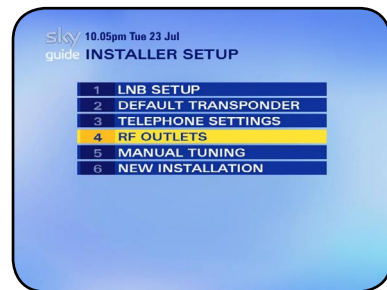 sky 10.05pm Tue 23 Jul
guide INSTALLER SETUP
1 LNB SETUP
2 DEFAULT TRANSPONDER
3 TELEPHONE SETTINGS
4 RF OUTLETS
5 MANUAL TUNING
6 NEW INSTALLATION